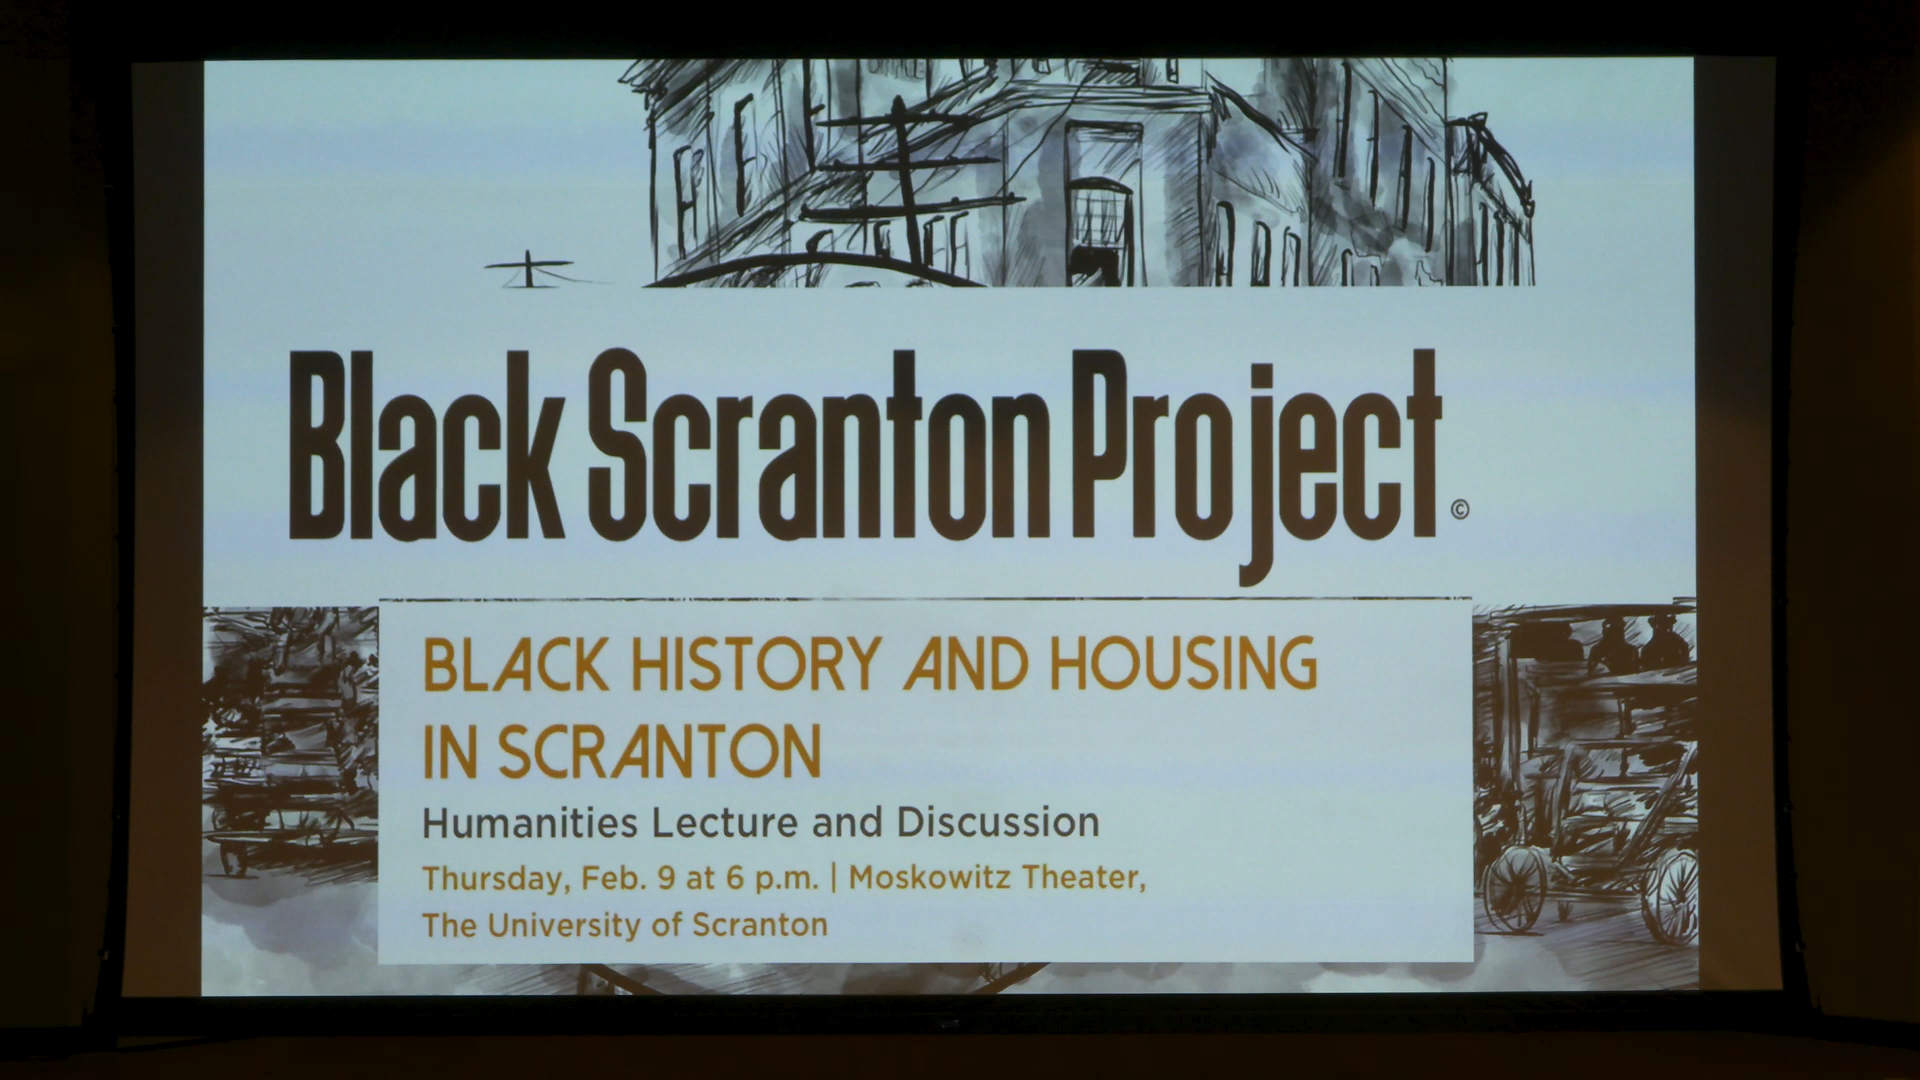 Black Scranton Project ©
BLACK HISTORY AND HOUSING
IN SCRANTON
Humanities Lecture and Discussion
Thursday, Feb. 9 at 6 p.m. | Moskowitz Theater,
The University of Scranton